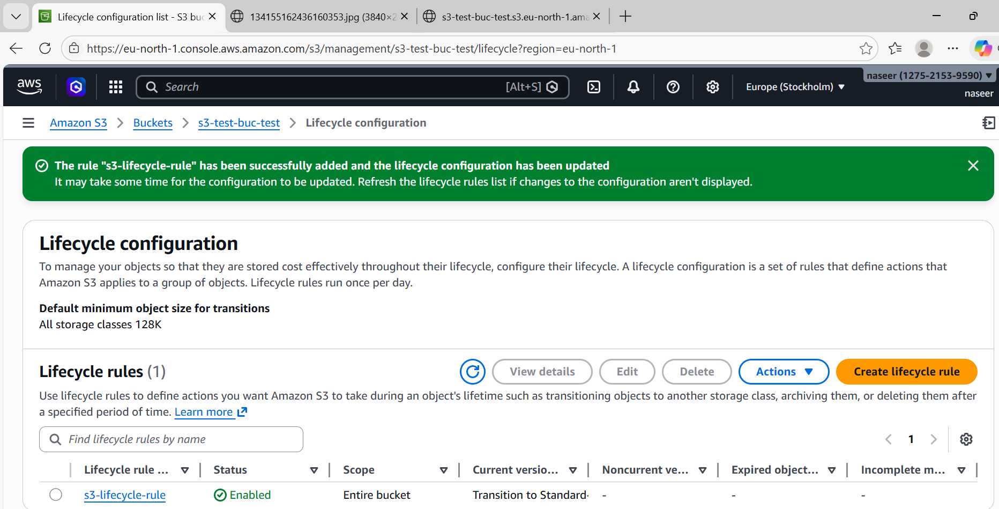 Lifecycle configuration list - S3 buc
134155162436160353.jpg (3840×2
s3-test-buc-test.s3.eu-north-1.ama
https://eu-north-1.console.aws.amazon.com/s3/management/s3-test-buc-test/lifecycle?region=eu-north-1
aws
Search
[Alt+S]
Europe (Stockholm)
naseer (1275-2153-9590)
naseer
Amazon S3
Buckets
s3-test-buc-test
Lifecycle configuration
The rule "s3-lifecycle-rule" has been successfully added and the lifecycle configuration has been updated
It may take some time for the configuration to be updated. Refresh the lifecycle rules list if changes to the configuration aren't displayed.
Lifecycle configuration
To manage your objects so that they are stored cost effectively throughout their lifecycle, configure their lifecycle. A lifecycle configuration is a set of rules that define actions that
Amazon S3 applies to a group of objects. Lifecycle rules run once per day.
Default minimum object size for transitions
All storage classes 128K
Lifecycle rules (1)
View details
Edit
Delete
Actions
Create lifecycle rule
Use lifecycle rules to define actions you want Amazon S3 to take during an object's lifetime such as transitioning objects to another storage class, archiving them, or deleting them after
a specified period of time. Learn more
Find lifecycle rules by name
1
Lifecycle rule ...
Status
Scope
Current versio...
Noncurrent ve...
Expired object...
Incomplete m...
s3-lifecycle-rule
Enabled
Entire bucket
Transition to Standard-
-
-
-